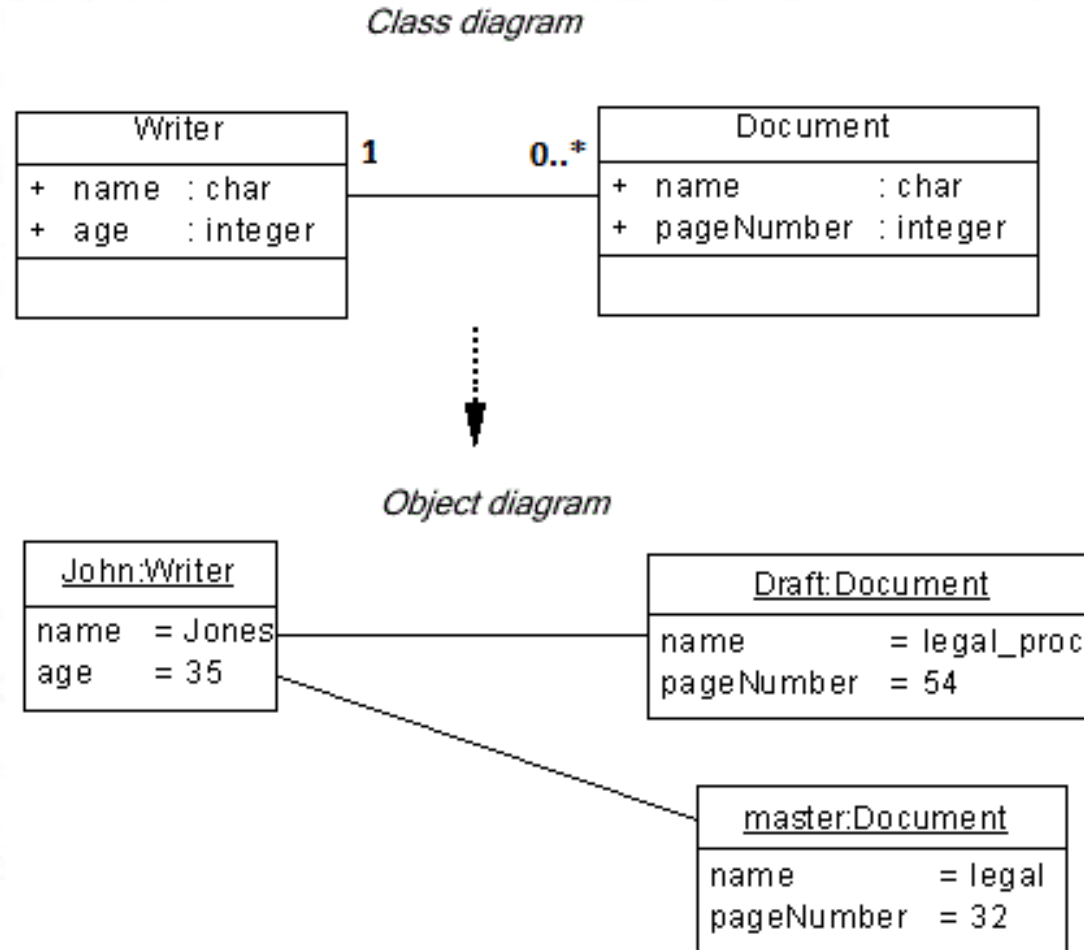 Class diagram
Writer
+ name : char
+ age : integer
1
0..*
Document
+ name : char
+ pageNumber : integer
Object diagram
John:Writer
name = Jones
age = 35
Draft:Document
name = legal_proc
pageNumber = 54
master:Document
name = legal
pageNumber = 32